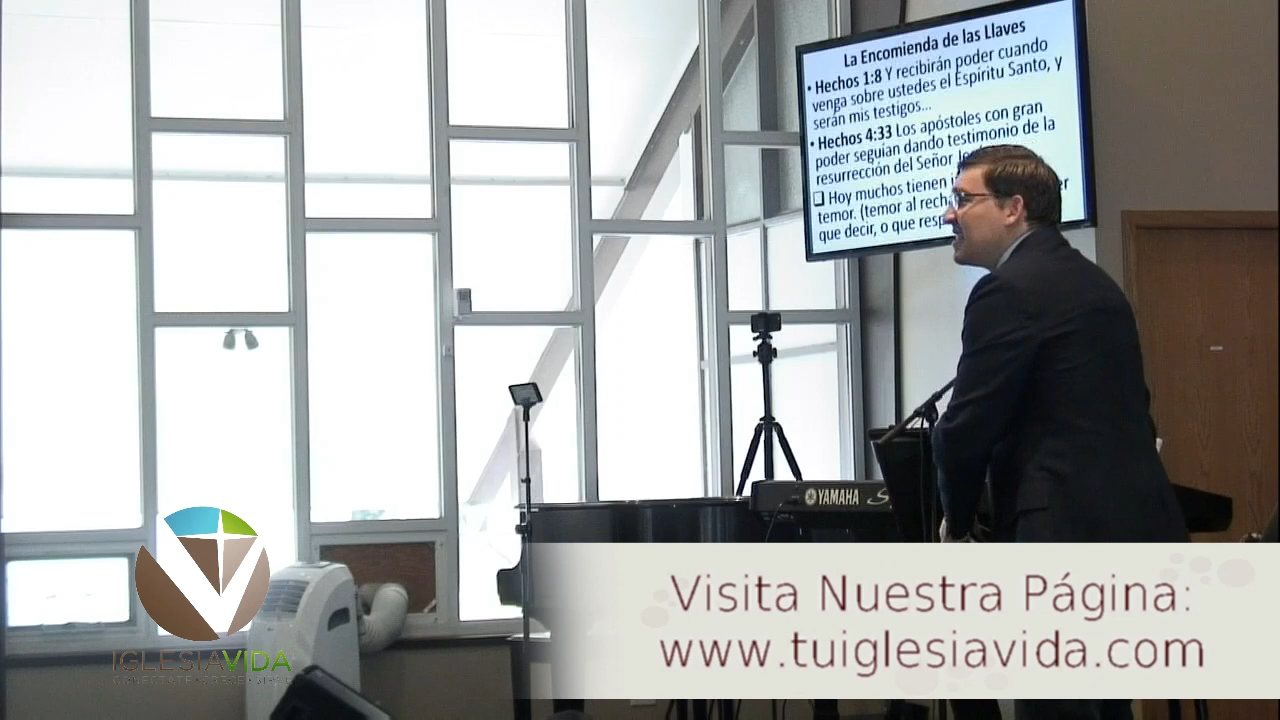 La Encomienda de las Llaves
• Hechos 1:8 Y recibirán poder cuando
venga sobre ustedes el Espíritu Santo, y
serán mis testigos...
• Hechos 4:33 Los apóstoles con gran
poder seguían dando testimonio de la
resurrección del Señor
❑ Hoy muchos tienen
temor. (temor al
que decir, o que
YAMAHA
IGLESIAVIDA
Visita Nuestra Página:
www.tuiglesiavida.com